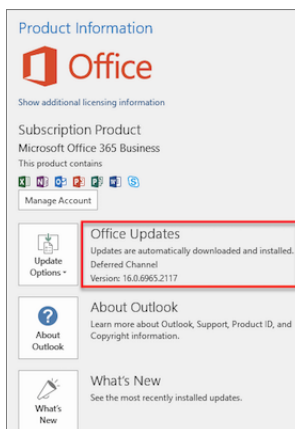 Product Information
Office
Show additional licensing information
Subscription Product
Microsoft Office 365 Business
This product contains
Manage Account
Update
Options
Office Updates
Updates are automatically downloaded and installed.
Deferred Channel
Version: 16.0.6965.2117
About
Outlook
About Outlook
Learn more about Outlook, Support, Product ID, and
Copyright information.
What's
New
What's New
See the most recently installed updates.